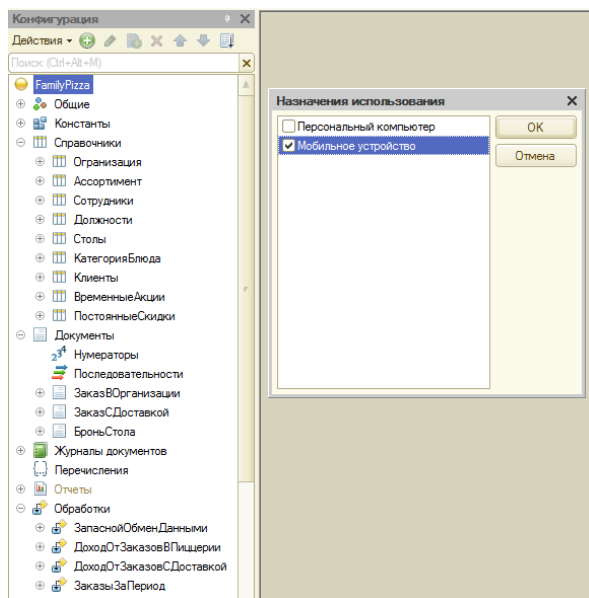 Конфигурация
Действия
Поиск (Ctrl+Alt+M)
FamilyPizza
Общие
Константы
Справочники
Огранизация
Ассортимент
Сотрудники
Должности
Столы
КатегорияБлюда
Клиенты
ВременныеАкции
ПостоянныеСкидки
Документы
Нумераторы
Последовательности
ЗаказВОрганизации
ЗаказСДоставкой
БроньСтола
Журналы документов
Перечисления
Отчеты
Обработки
ЗапаснойОбменДанными
ДоходОтЗаказовВПиццерии
ДоходОтЗаказовСДоставкой
ЗаказыЗаПериод
Назначения использования
Персональный компьютер
Мобильное устройство
OK
Отмена